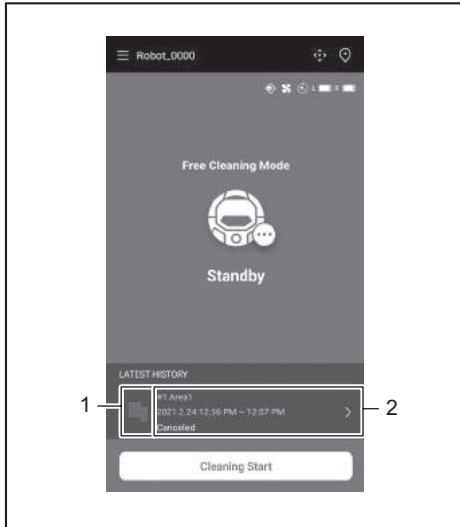 Robot_0000
L R
Free Cleaning Mode
Standby
LATEST HISTORY
#1 Area1
2021.2.24 12:56 PM ~ 12:57 PM
Canceled
1
2
Cleaning Start